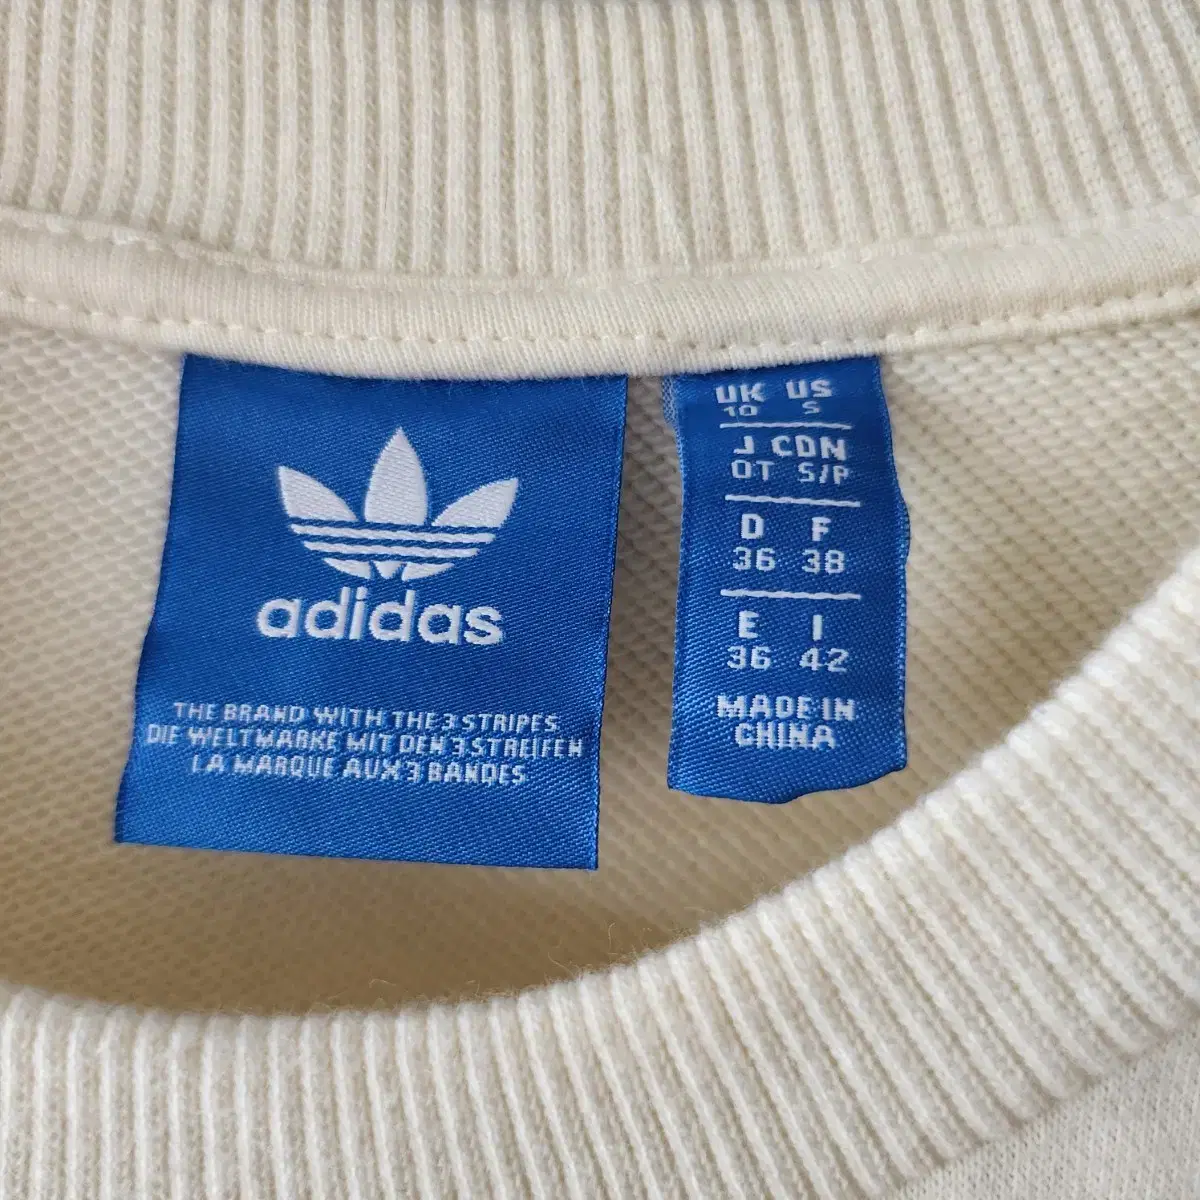 adidas
THE BRAND WITH THE 3 STRIPES
DIE WELTMARKE MIT DEN 3 STREIFEN
LA MARQUE AUX 3 BANDES
UK US
10 S
J CDN
OT S/P
D F
36 38
E I
36 42
MADE IN
CHINA